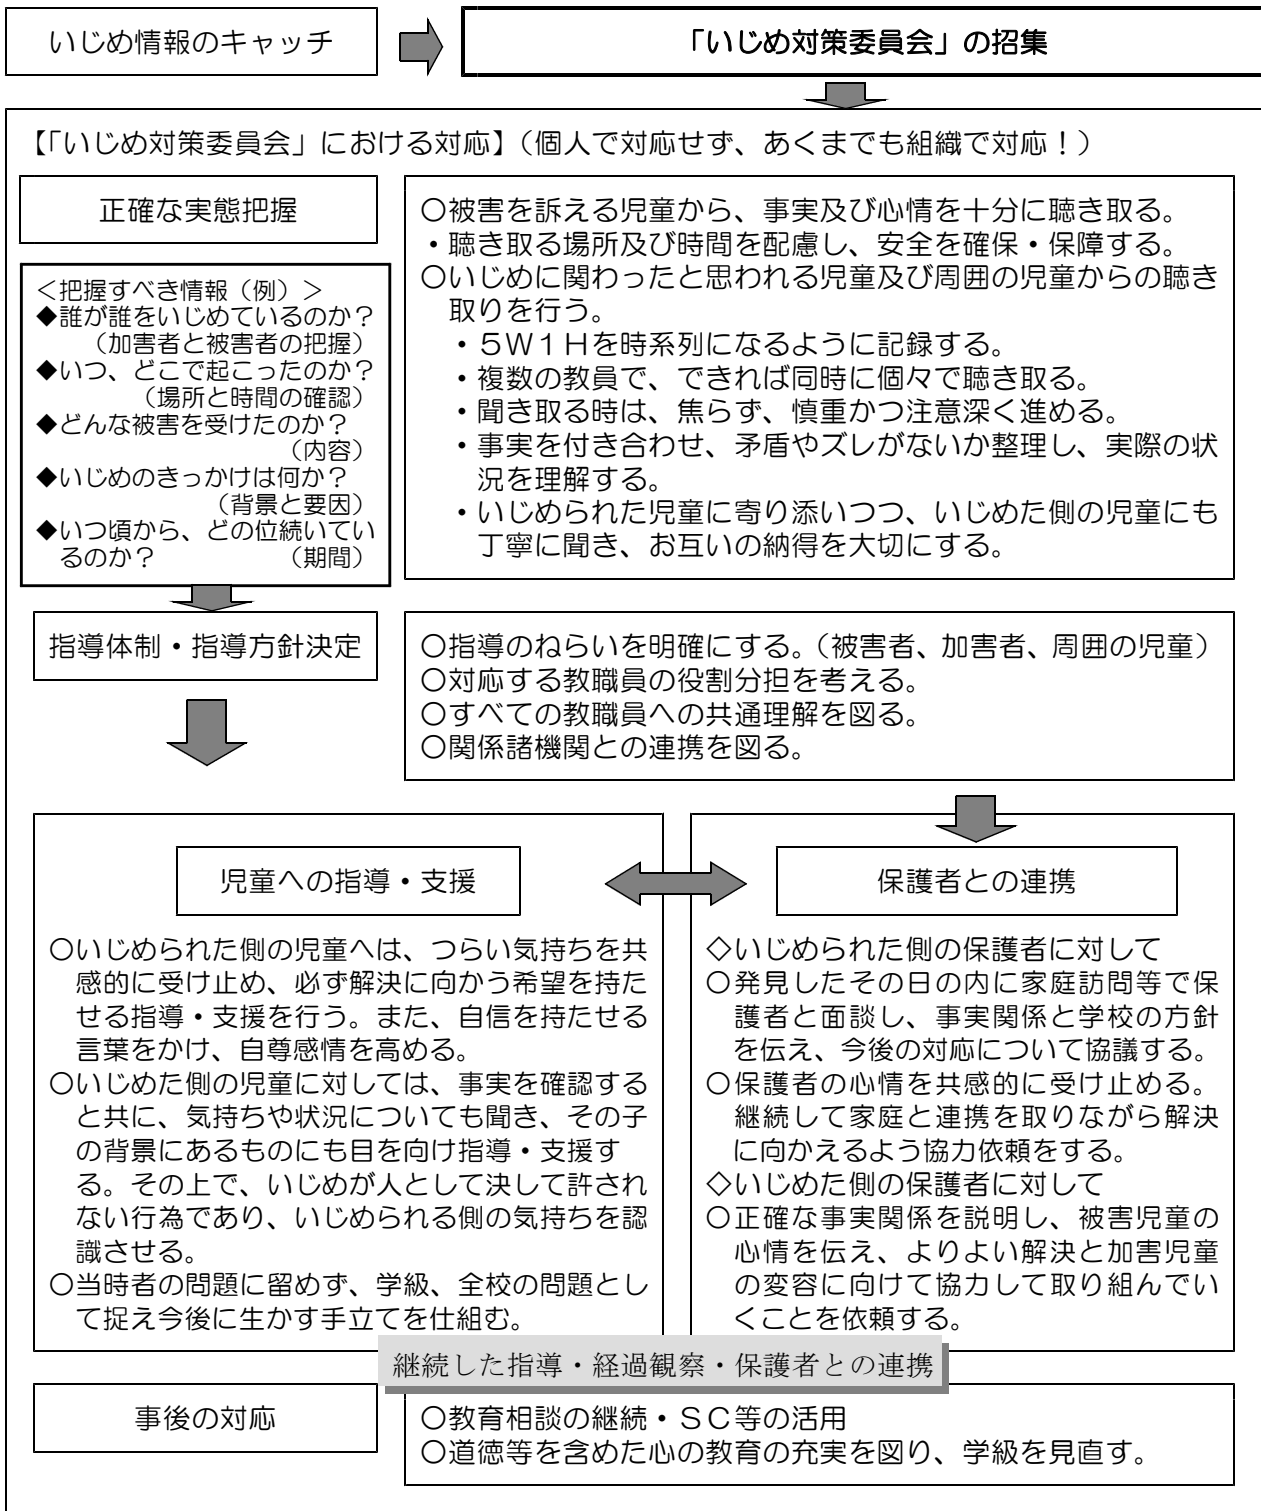 いじめ情報のキャッチ
「いじめ対策委員会」の招集
【「いじめ対策委員会」における対応】（個人で対応せず、あくまでも組織で対応！）
正確な実態把握
＜把握すべき情報（例）＞
◆誰が誰をいじめているのか？
（加害者と被害者の把握）
◆いつ、どこで起こったのか？
（場所と時間の確認）
◆どんな被害を受けたのか？
（内容）
◆いじめのきっかけは何か？
（背景と要因）
◆いつ頃から、どの位続いてい
るのか？　（期間）
○被害を訴える児童から、事実及び心情を十分に聴き取る。
・聴き取る場所及び時間を配慮し、安全を確保・保障する。
○いじめに関わったと思われる児童及び周囲の児童からの聴き
取りを行う。
・５Ｗ１Ｈを時系列になるように記録する。
・複数の教員で、できれば同時に個々で聴き取る。
・聞き取る時は、焦らず、慎重かつ注意深く進める。
・事実を付き合わせ、矛盾やズレがないか整理し、実際の状
況を理解する。
・いじめられた児童に寄り添いつつ、いじめた側の児童にも
丁寧に聞き、お互いの納得を大切にする。
指導体制・指導方針決定
○指導のねらいを明確にする。（被害者、加害者、周囲の児童）
○対応する教職員の役割分担を考える。
○すべての教職員への共通理解を図る。
○関係諸機関との連携を図る。
児童への指導・支援
○いじめられた側の児童へは、つらい気持ちを共
感的に受け止め、必ず解決に向かう希望を持た
せる指導・支援を行う。また、自信を持たせる
言葉をかけ、自尊感情を高める。
○いじめた側の児童に対しては、事実を確認する
と共に、気持ちや状況についても聞き、その子
の背景にあるものにも目を向け指導・支援す
る。その上で、いじめが人として決して許され
ない行為であり、いじめられる側の気持ちを認
識させる。
○当時者の問題に留めず、学級、全校の問題とし
て捉え今後に生かす手立てを仕組む。
保護者との連携
◇いじめられた側の保護者に対して
○発見したその日の内に家庭訪問等で保
護者と面談し、事実関係と学校の方針
を伝え、今後の対応について協議する。
○保護者の心情を共感的に受け止める。
継続して家庭と連携を取りながら解決
に向かえるよう協力依頼をする。
◇いじめた側の保護者に対して
○正確な事実関係を説明し、被害児童の
心情を伝え、よりよい解決と加害児童
の変容に向けて協力して取り組んでい
くことを依頼する。
継続した指導・経過観察・保護者との連携
事後の対応
○教育相談の継続・ＳＣ等の活用
○道徳等を含めた心の教育の充実を図り、学級を見直す。